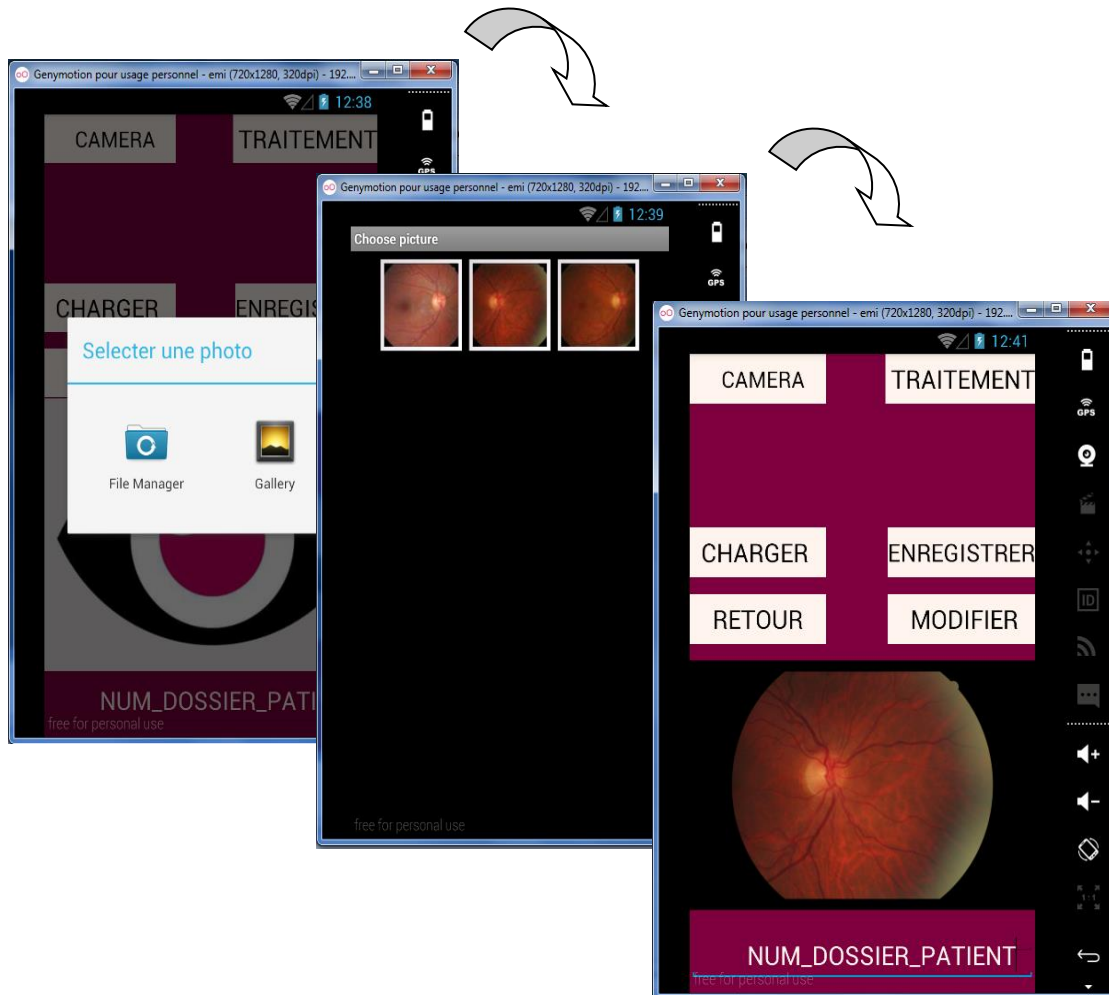 Genymotion pour usage personnel - emi (720x1280, 320dpi) - 192....
12:38
CAMERA
TRAITEMENT
GPS
CHARGER
ENREGIS
Selecter une photo
File Manager
Gallery
NUM_DOSSIER_PATI
free for personal use
Genymotion pour usage personnel - emi (720x1280, 320dpi) - 192....
12:39
Choose picture
GPS
free for personal use
Genymotion pour usage personnel - emi (720x1280, 320dpi) - 192....
12:41
CAMERA
TRAITEMENT
GPS
CHARGER
ENREGISTRER
ID
RETOUR
MODIFIER
1:1
NUM_DOSSIER_PATIENT
free for personal use